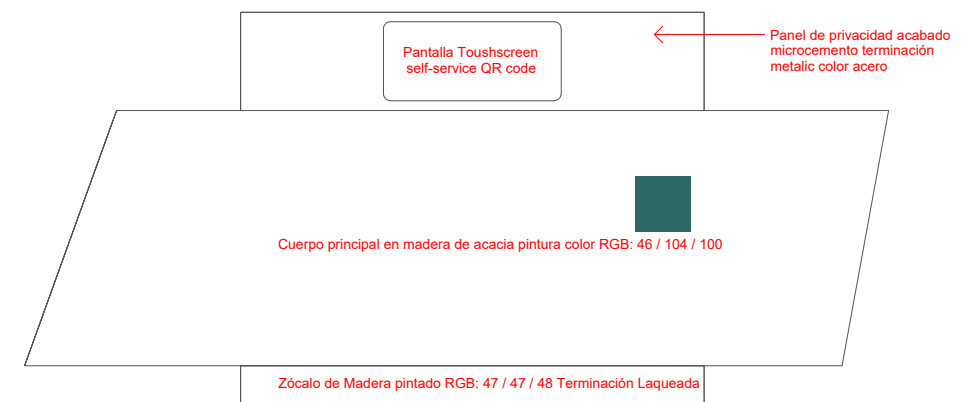 Pantalla Toushscreen
self-service QR code
Panel de privacidad acabado
microcemento terminación
metalic color acero
Cuerpo principal en madera de acacia pintura color RGB: 46 / 104 / 100
Zócalo de Madera pintado RGB: 47 / 47 / 48 Terminación Laqueada